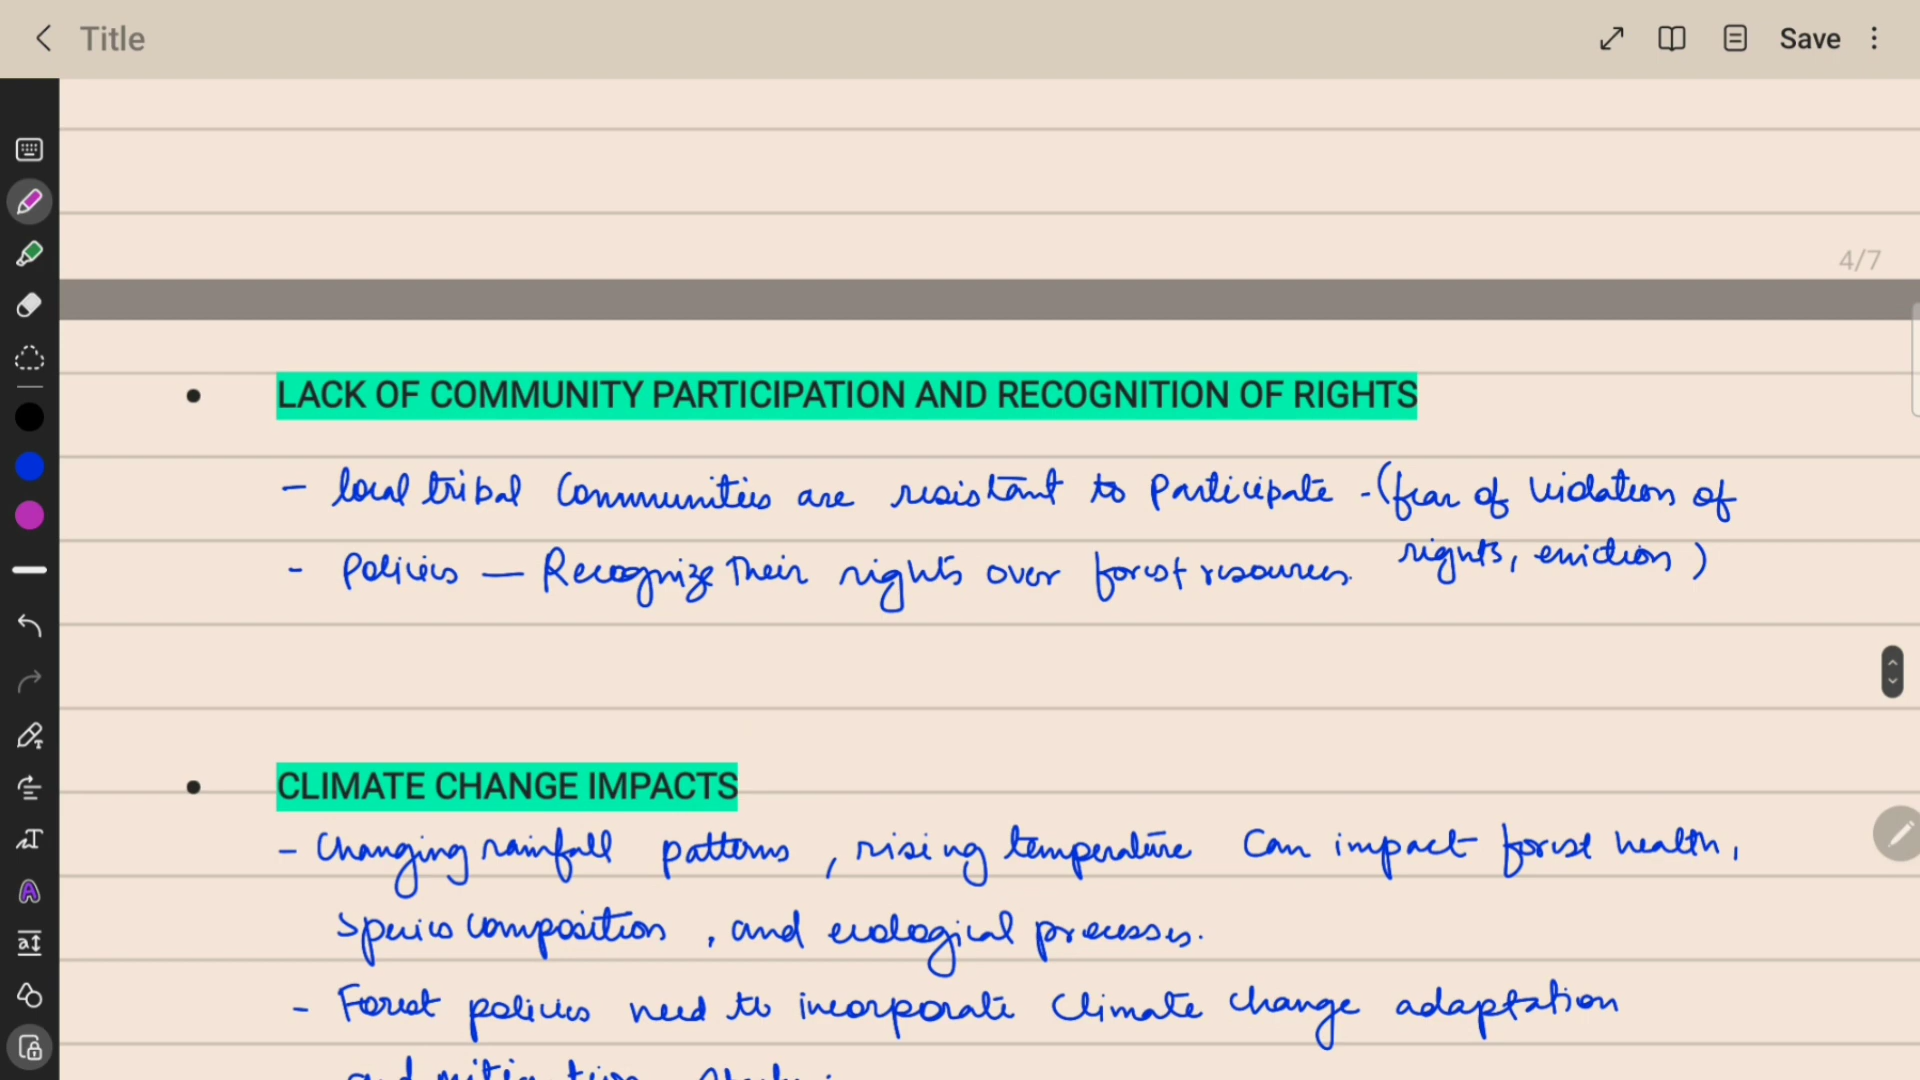 Title
Save
4/7
• LACK OF COMMUNITY PARTICIPATION AND RECOGNITION OF RIGHTS
- local tribal Communities are resistant to participate - (fear of violation of
rights, eviction)
- Policies — Recognize their rights over forest resources.
• CLIMATE CHANGE IMPACTS
- Changing rainfall patterns, rising temperature can impact forest health,
species composition, and ecological processes.
- Forest policies need to incorporate climate change adaptation
and mitigation